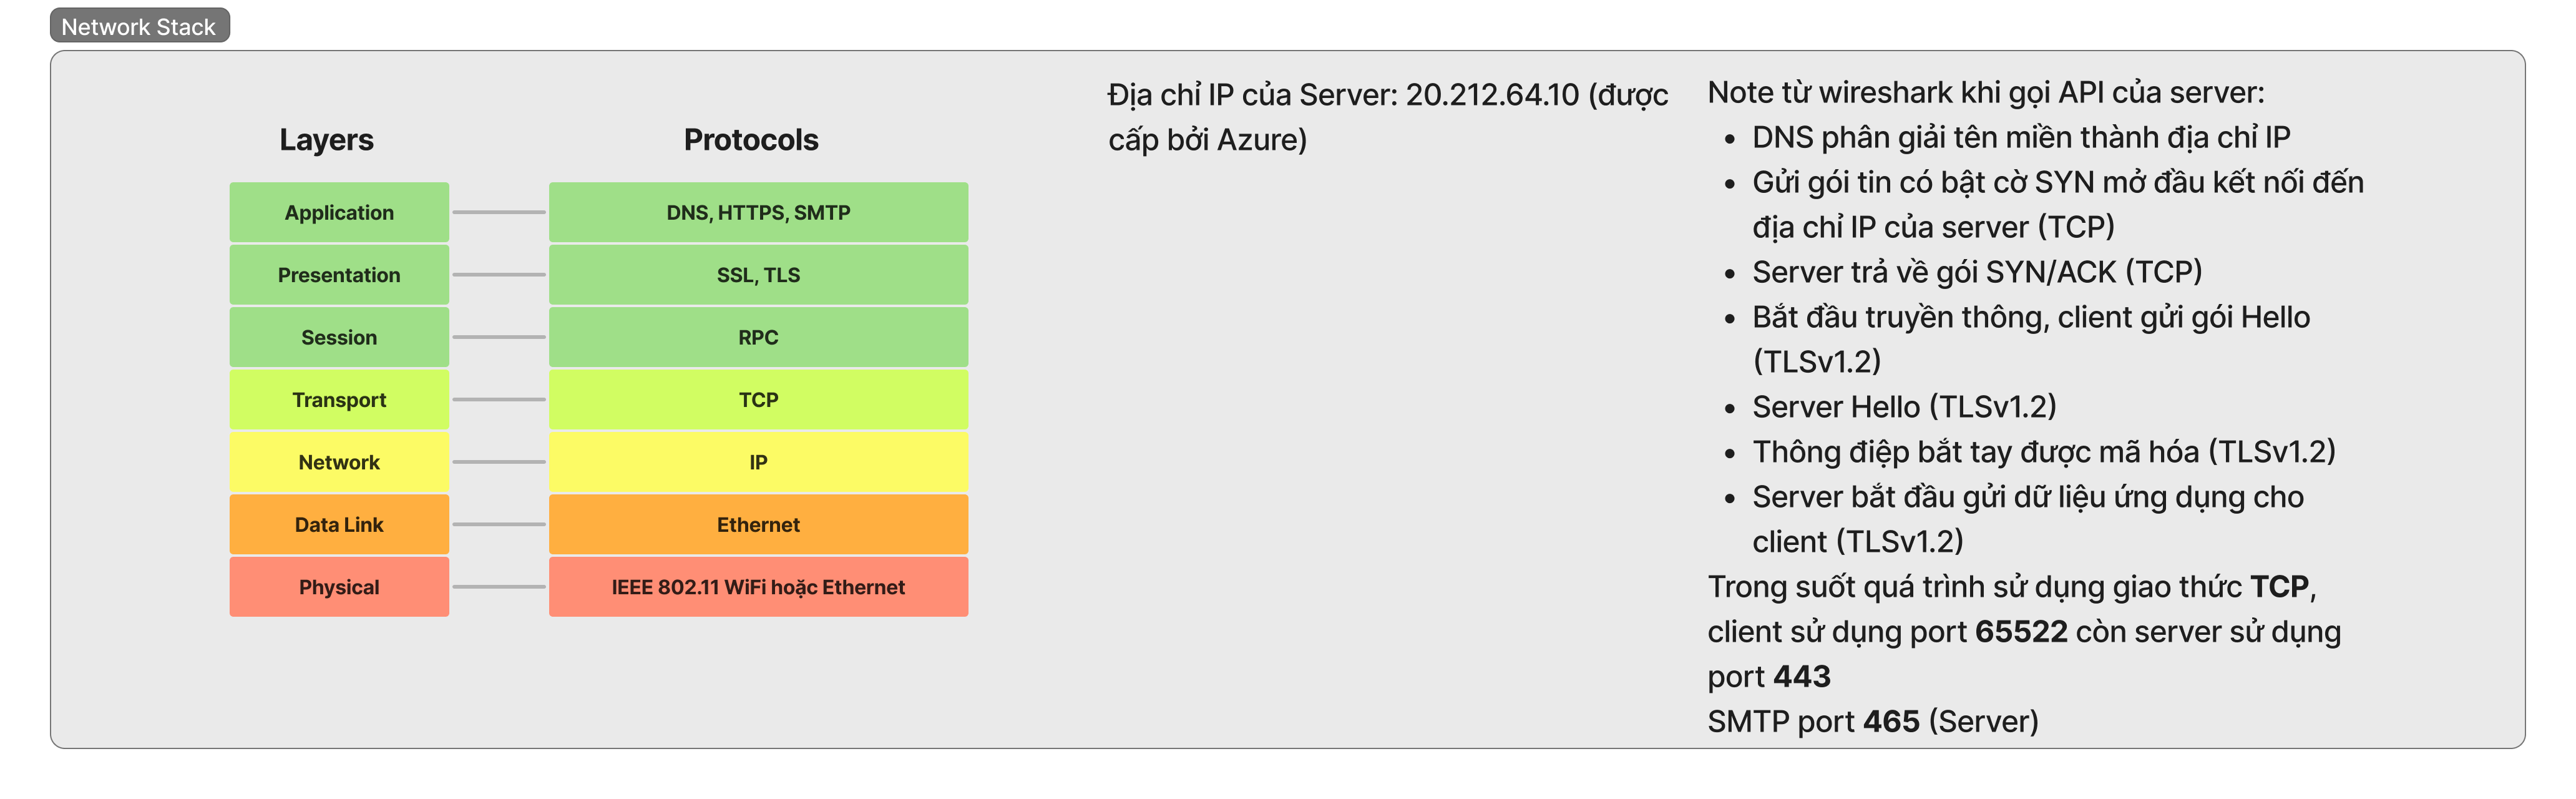 Network Stack
Layers
Protocols
Application
DNS, HTTPS, SMTP
Presentation
SSL, TLS
Session
RPC
Transport
TCP
Network
IP
Data Link
Ethernet
Physical
IEEE 802.11 WiFi hoặc Ethernet
Địa chỉ IP của Server: 20.212.64.10 (được
cấp bởi Azure)
Note từ wireshark khi gọi API của server:
• DNS phân giải tên miền thành địa chỉ IP
• Gửi gói tin có bật cờ SYN mở đầu kết nối đến
địa chỉ IP của server (TCP)
• Server trả về gói SYN/ACK (TCP)
• Bắt đầu truyền thông, client gửi gói Hello
(TLSv1.2)
• Server Hello (TLSv1.2)
• Thông điệp bắt tay được mã hóa (TLSv1.2)
• Server bắt đầu gửi dữ liệu ứng dụng cho
client (TLSv1.2)
Trong suốt quá trình sử dụng giao thức TCP,
client sử dụng port 65522 còn server sử dụng
port 443
SMTP port 465 (Server)